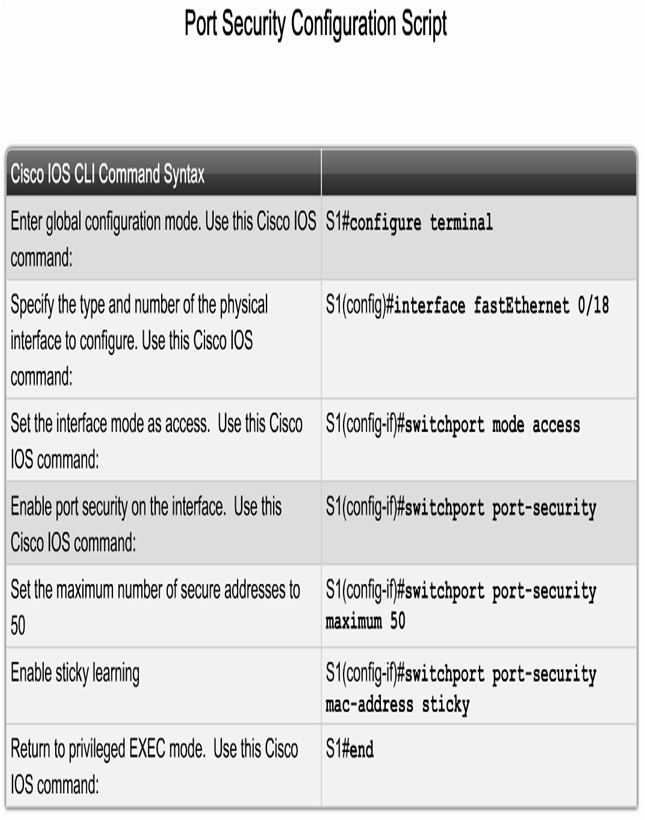 Port Security Configuration Script
Cisco IOS CLI Command Syntax
Enter global configuration mode. Use this Cisco IOS
command:
S1#configure terminal
Specify the type and number of the physical
interface to configure. Use this Cisco IOS
command:
S1(config)#interface fastEthernet 0/18
Set the interface mode as access.  Use this Cisco
IOS command:
S1(config-if)#switchport mode access
Enable port security on the interface.  Use this
Cisco IOS command:
S1(config-if)#switchport port-security
Set the maximum number of secure addresses to
50
S1(config-if)#switchport port-security
maximum 50
Enable sticky learning
S1(config-if)#switchport port-security
mac-address sticky
Return to privileged EXEC mode.  Use this Cisco
IOS command:
S1#end